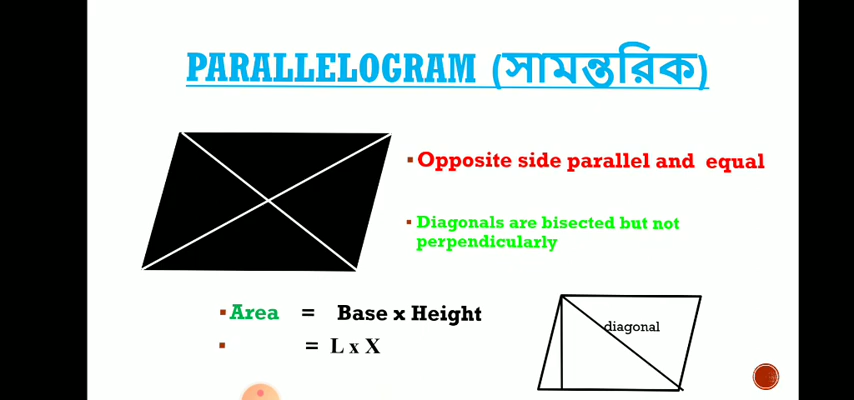 PARALLELOGRAM (সামন্তরিক)
Opposite side parallel and equal
Diagonals are bisected but not
perpendicularly
Area = Base x Height
= L x X
diagonal